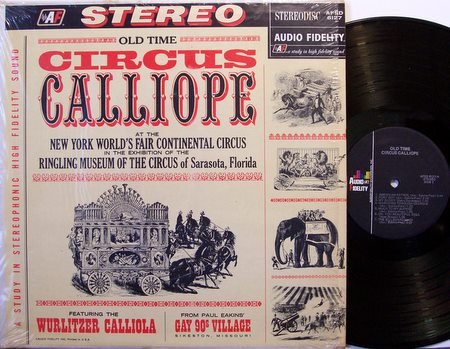 AF
STEREO
STEREODISC
AFSD
6127
AUDIO FIDELITY
a study in high fidelity sound
OLD TIME
CIRCUS
CALLIOPE
AT THE
NEW YORK WORLD'S FAIR CONTINENTAL CIRCUS
IN THE EXHIBITION OF THE
RINGLING MUSEUM OF THE CIRCUS of Sarasota, Florida
A STUDY IN STEREOPHONIC HIGH FIDELITY SOUND
FEATURING THE
WURLITZER CALLIOLA
FROM PAUL EAKINS'
GAY 90s VILLAGE
SIKESTON, MISSOURI
OLD TIME
CIRCUS CALLIOPE
AUDIO
FIDELITY